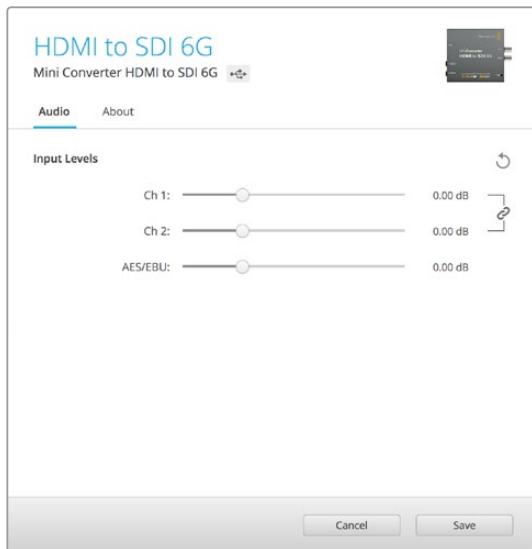 HDMI to SDI 6G
Mini Converter HDMI to SDI 6G
Audio About
Input Levels
Ch 1: 0.00 dB
Ch 2: 0.00 dB
AES/EBU: 0.00 dB
Cancel Save